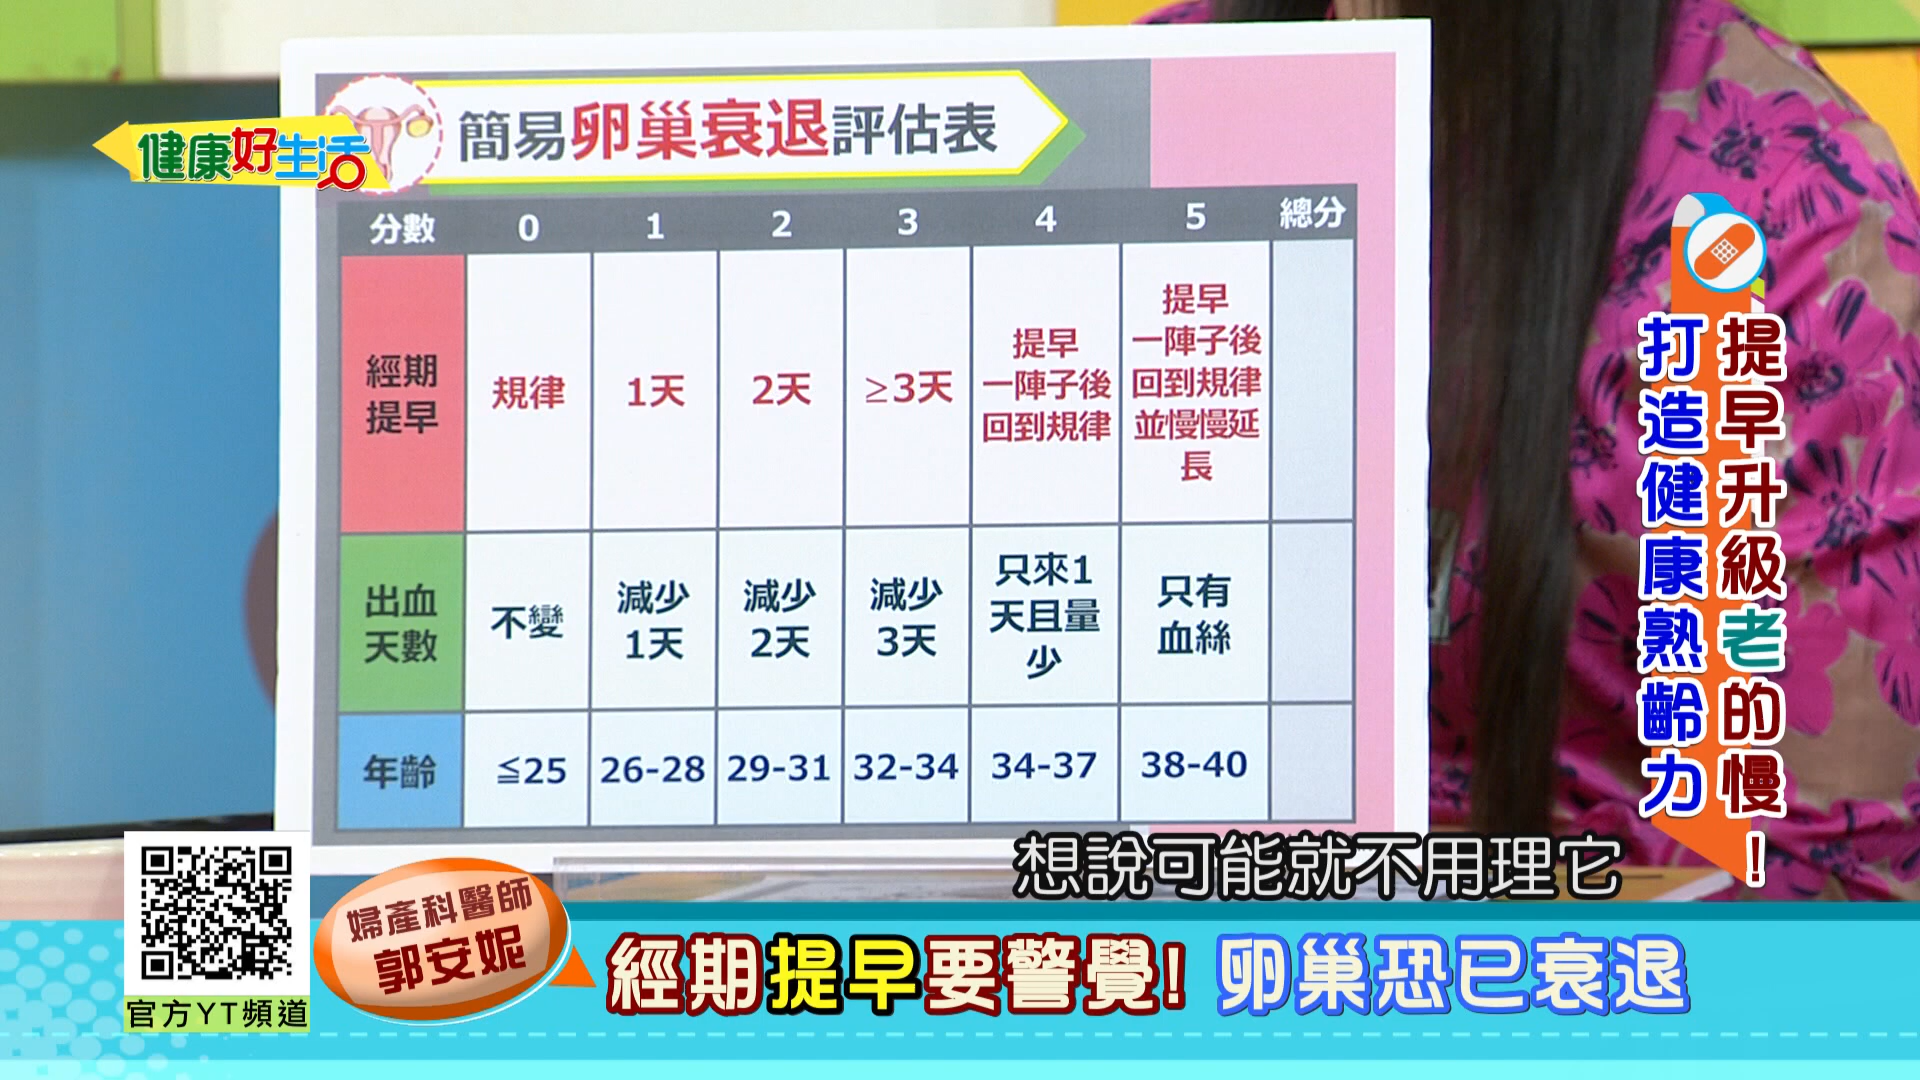 健康好生活
簡易卵巢衰退評估表
分數 0 1 2 3 4 5 總分
經期
提早
規律
1天
2天
≥3天
提早
一陣子後
回到規律
提早
一陣子後
回到規律
並慢慢延
長
出血
天數
不變
減少
1天
減少
2天
減少
3天
只來1
天且量
少
只有
血絲
年齡 ≦25 26-28 29-31 32-34 34-37 38-40
提早升級老的慢!
打造健康熟齡力
想說可能就不用理它
婦產科醫師
郭安妮
經期提早要警覺! 卵巢恐已衰退
官方YT頻道